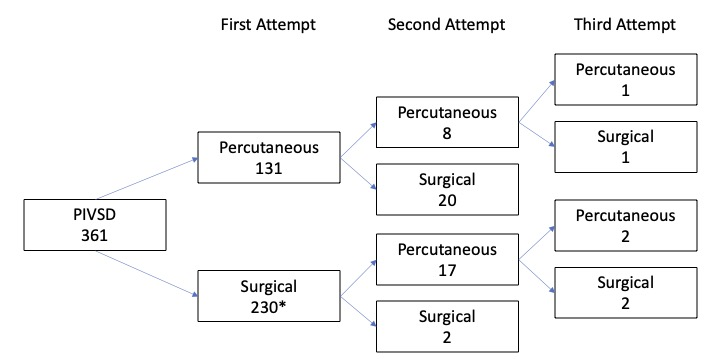 First Attempt
Second Attempt
Third Attempt
PIVSD
361
Percutaneous
131
Surgical
230*
Percutaneous
8
Surgical
20
Percutaneous
17
Surgical
2
Percutaneous
1
Surgical
1
Percutaneous
2
Surgical
2